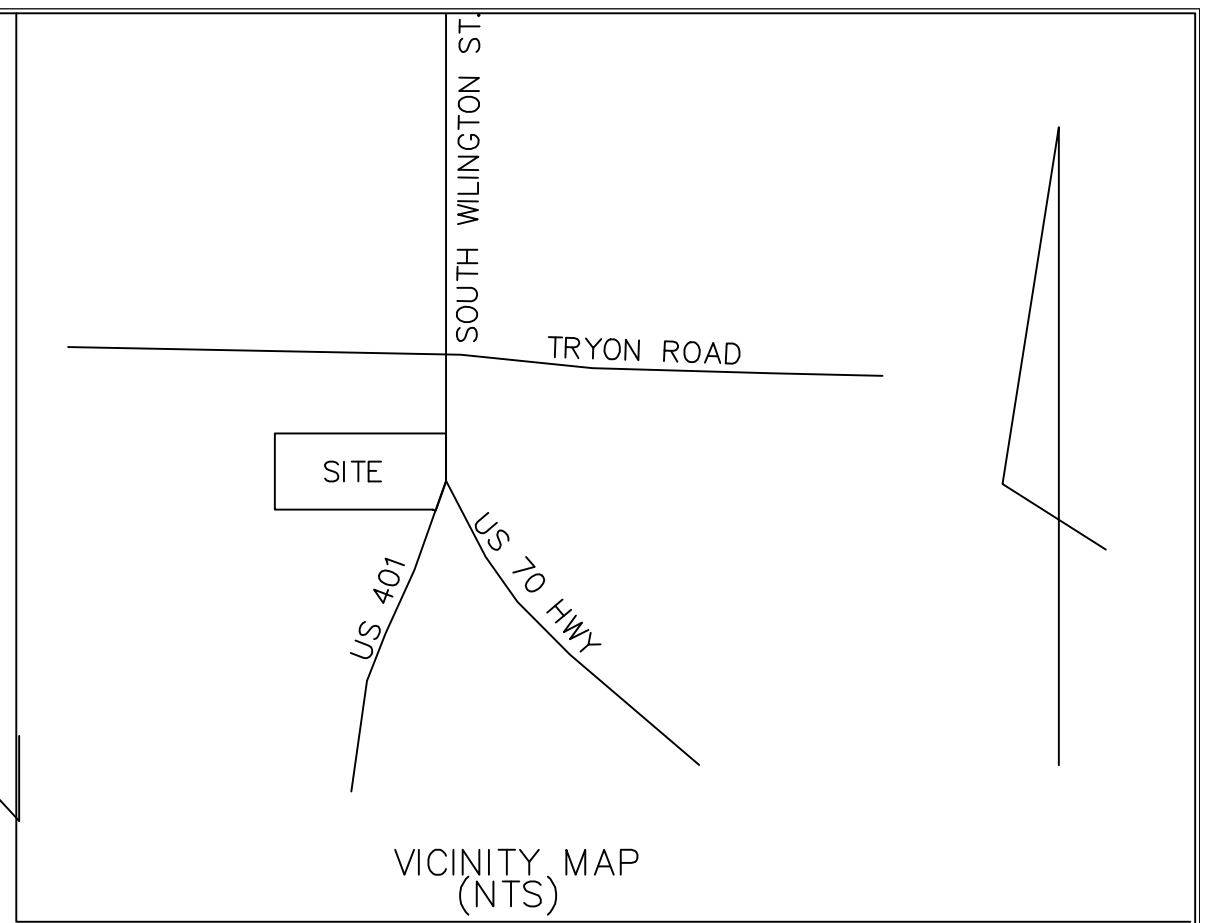 SOUTH WILINGTON ST.
TRYON ROAD
SITE
US 401
US 70 HWY
VICINITY MAP
(NTS)